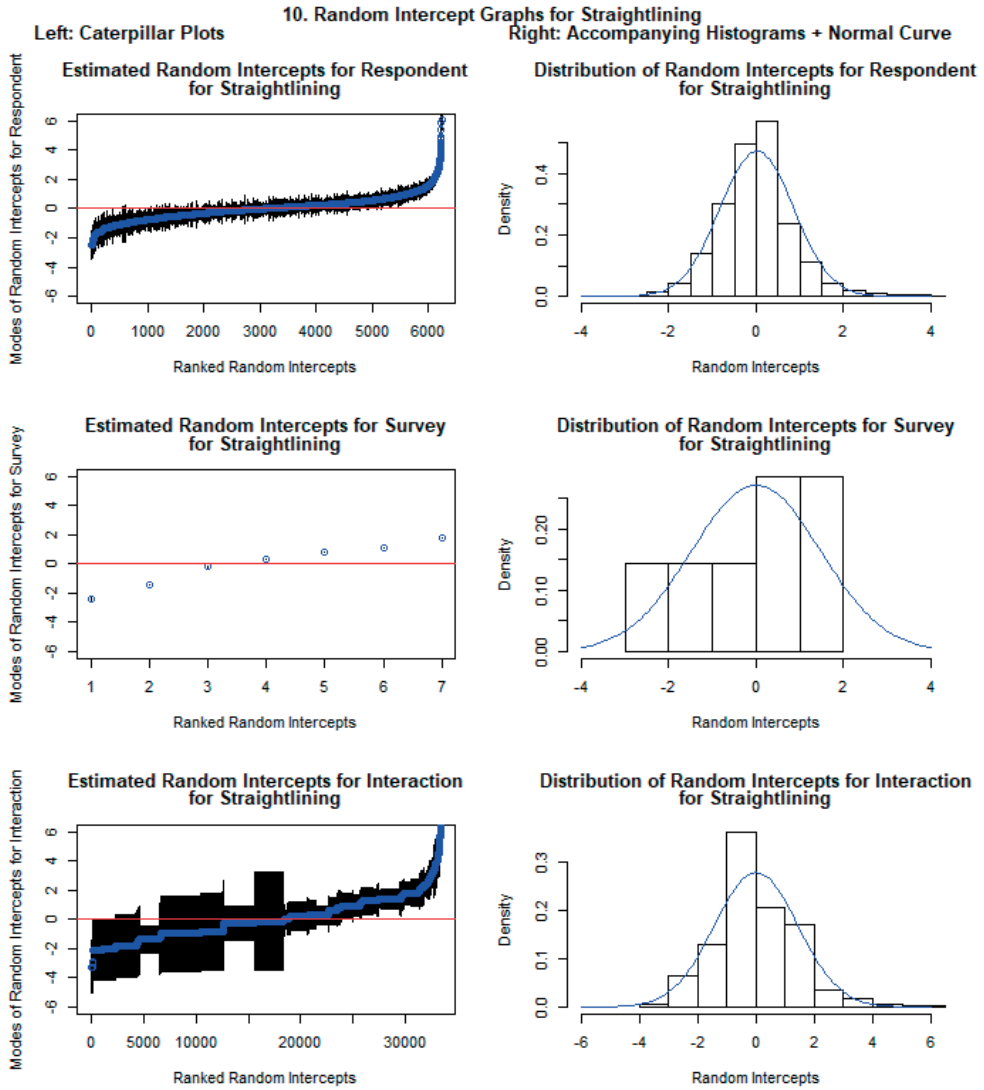 10. Random Intercept Graphs for Straightlining
Left: Caterpillar Plots
Right: Accompanying Histograms + Normal Curve
Estimated Random Intercepts for Respondent
for Straightlining
Modes of Random Intercepts for Respondent
6
4
2
0
-2
-4
-6
0 1000 2000 3000 4000 5000 6000
Ranked Random Intercepts
Distribution of Random Intercepts for Respondent
for Straightlining
Density
0.4
0.2
0.0
-4 -2 0 2 4
Random Intercepts
Estimated Random Intercepts for Survey
for Straightlining
Modes of Random Intercepts for Survey
6
4
2
0
-2
-4
-6
1 2 3 4 5 6 7
Ranked Random Intercepts
Distribution of Random Intercepts for Survey
for Straightlining
Density
0.20
0.10
0.00
-4 -2 0 2 4
Random Intercepts
Estimated Random Intercepts for Interaction
for Straightlining
Modes of Random Intercepts for Interaction
6
4
2
0
-2
-4
-6
0 5000 10000 20000 30000
Ranked Random Intercepts
Distribution of Random Intercepts for Interaction
for Straightlining
Density
0.3
0.2
0.1
0.0
-6 -4 -2 0 2 4 6
Random Intercepts